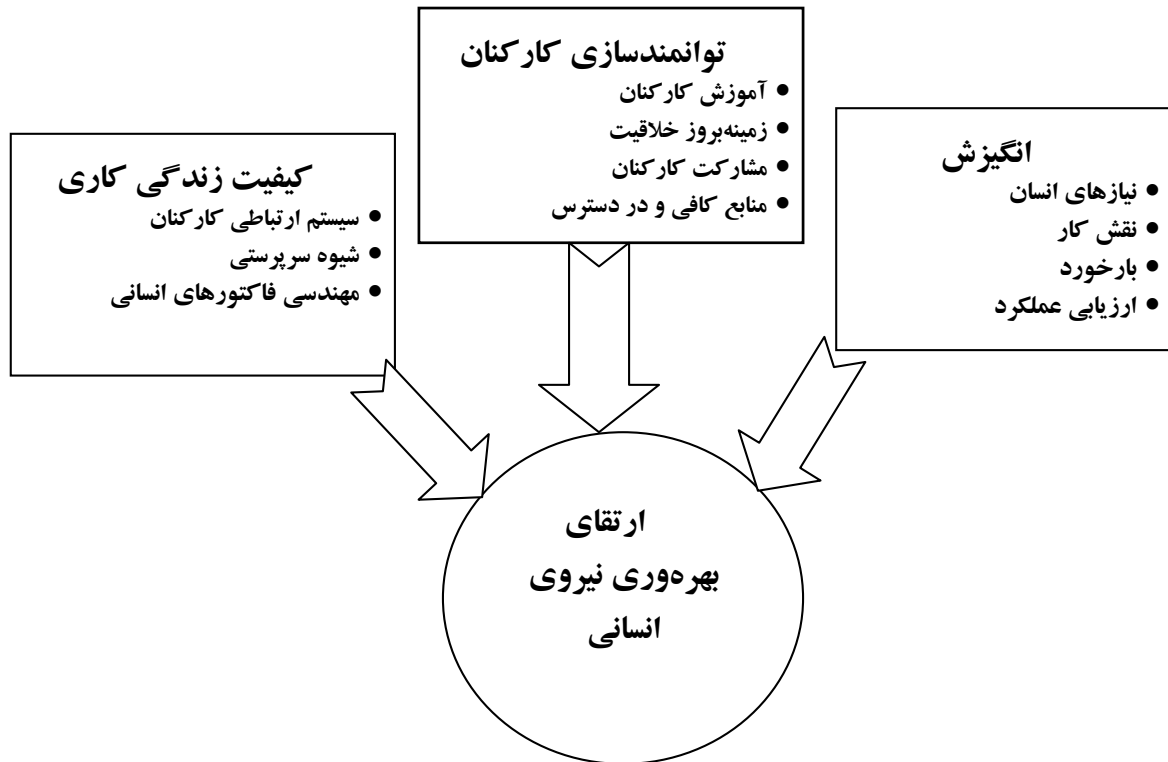 توانمندسازی کارکنان
• آموزش کارکنان
• زمینه‌بروز خلاقیت
• مشارکت کارکنان
• منابع کافی و در دسترس
انگیزش
• نیازهای انسان
• نقش کار
• بارخورد
• ارزیابی عملکرد
کیفیت زندگی کاری
• سیستم ارتباطی کارکنان
• شیوه سرپرستی
• مهندسی فاکتورهای انسانی
ارتقای
بهره‌وری نیروی
انسانی